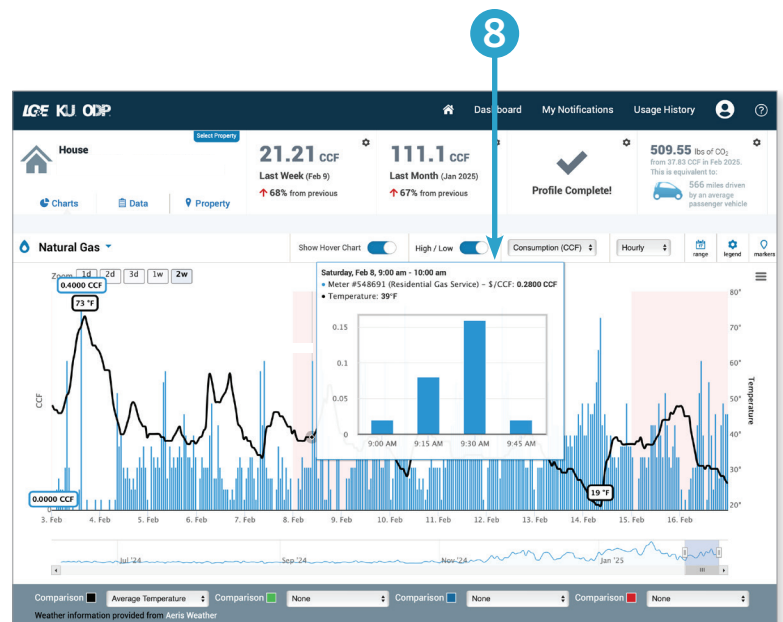 8
LG&E KU ODP
Dashboard My Notifications Usage History
House
Select Property
Charts Data Property
21.21 CCF
Last Week (Feb 9)
↑ 68% from previous
111.1 CCF
Last Month (Jan 2025)
↑ 67% from previous
Profile Complete!
509.55 lbs of CO₂
from 37.83 CCF in Feb 2025.
This is equivalent to:
566 miles driven
by an average
passenger vehicle
Natural Gas
Show Hover Chart High / Low Consumption (CCF) Hourly range legend markers
Zoom 1d 2d 3d 1w 2w
0.4000 CCF
73 °F
Saturday, Feb 8, 9:00 am - 10:00 am
• Meter #548691 (Residential Gas Service) - $/CCF: 0.2800 CCF
• Temperature: 39°F
0.15
0.1
0.05
0
9:00 AM 9:15 AM 9:30 AM 9:45 AM
80°
70°
60°
50°
40°
30°
20°
Temperature
CCF
0.0000 CCF
19 °F
3. Feb 4. Feb 5. Feb 6. Feb 7. Feb 8. Feb 9. Feb 10. Feb 11. Feb 12. Feb 13. Feb 14. Feb 15. Feb 16. Feb
Jul '24 Sep '24 Nov '24 Jan '25
Comparison Average Temperature Comparison None Comparison None Comparison None
Weather information provided from Aeris Weather